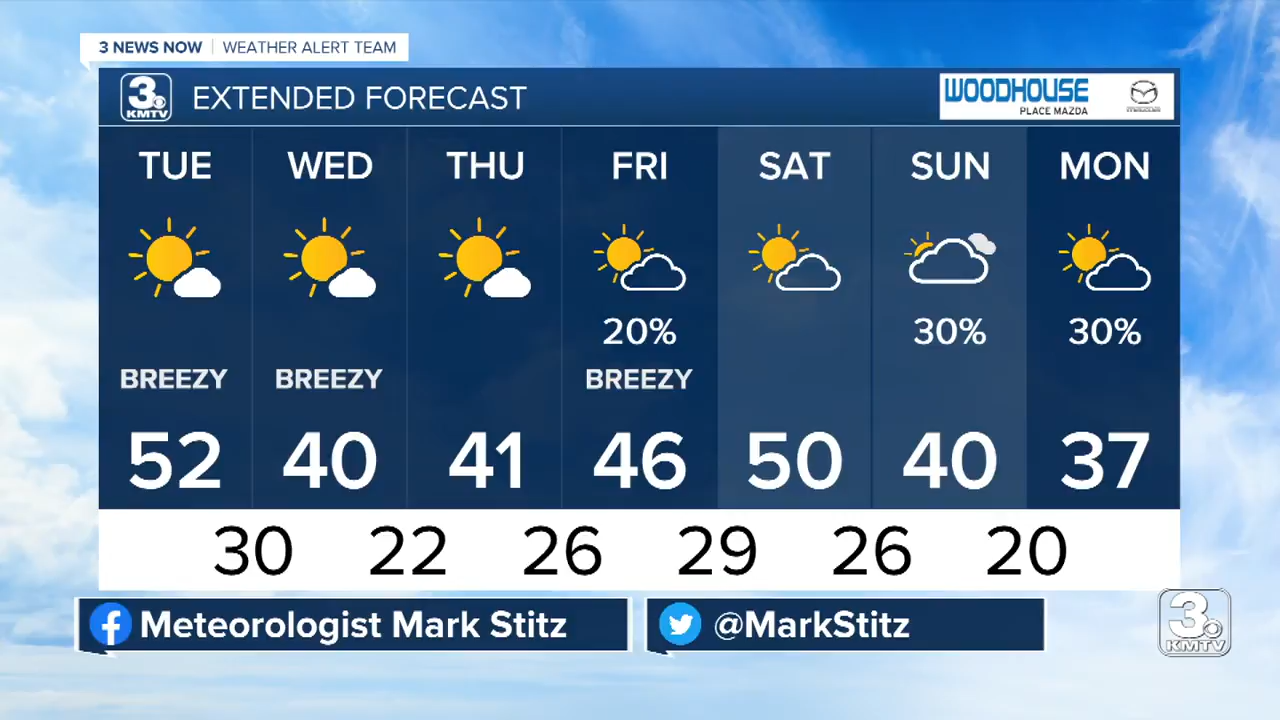 3 NEWS NOW | WEATHER ALERT TEAM
3 KMTV EXTENDED FORECAST
WOODHOUSE
PLACE MAZDA
TUE WED THU FRI SAT SUN MON
20% 30% 30%
BREEZY BREEZY BREEZY
52 40 41 46 50 40 37
30 22 26 29 26 20
Meteorologist Mark Stitz @MarkStitz
3
KMTV